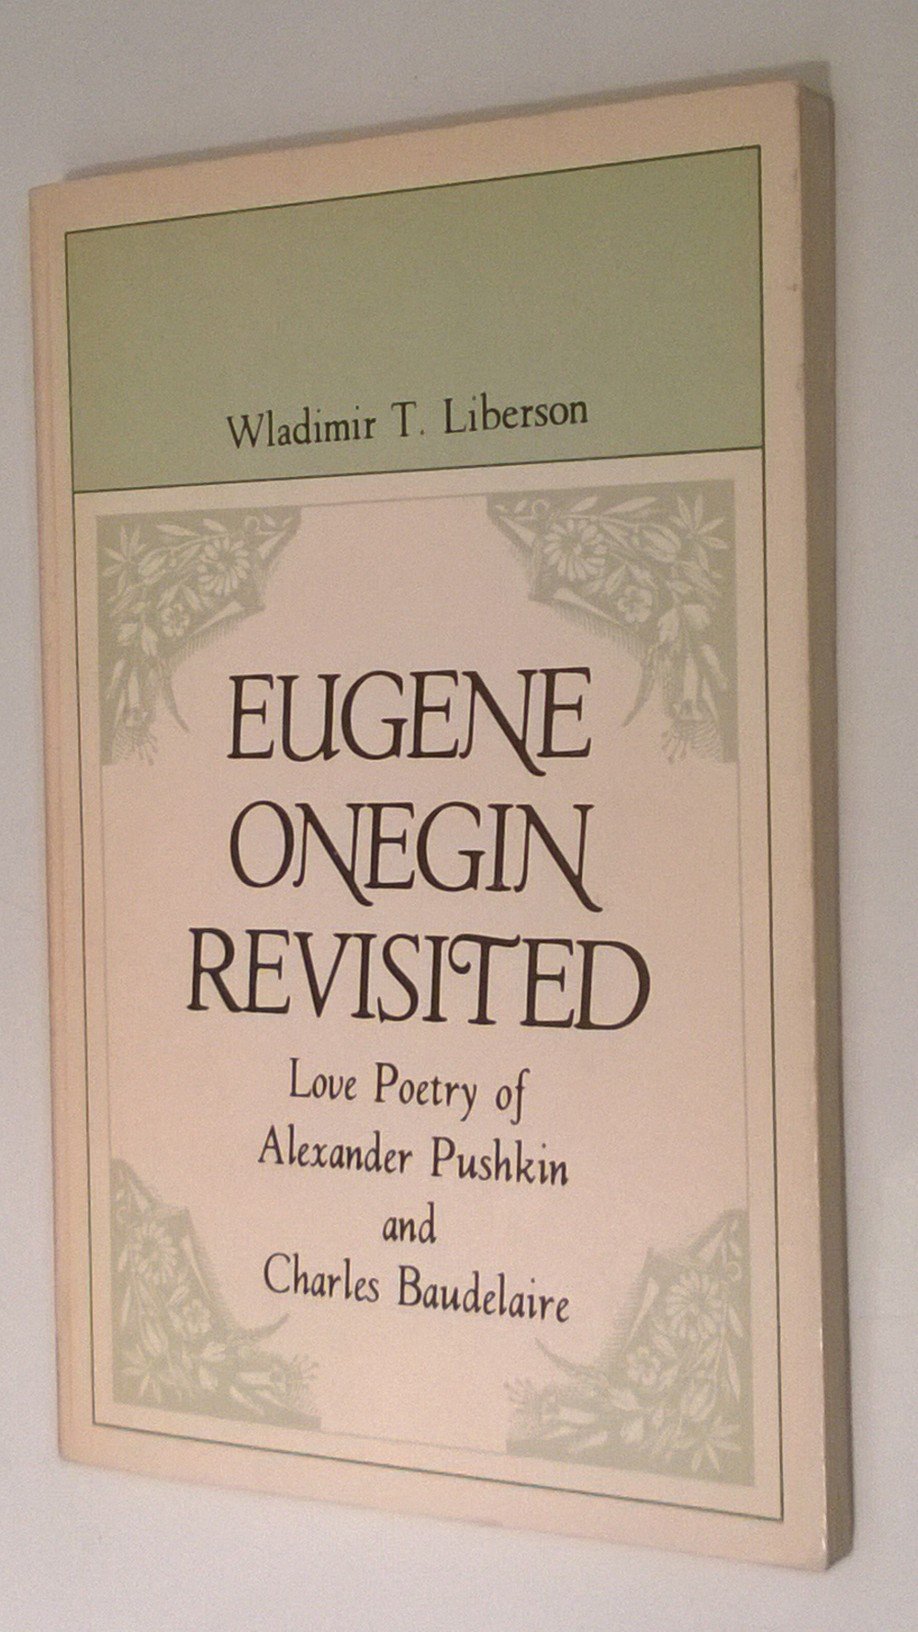 Wladimir T. Liberson
EUGENE
ONEGIN
REVISITED
Love Poetry of
Alexander Pushkin
and
Charles Baudelaire